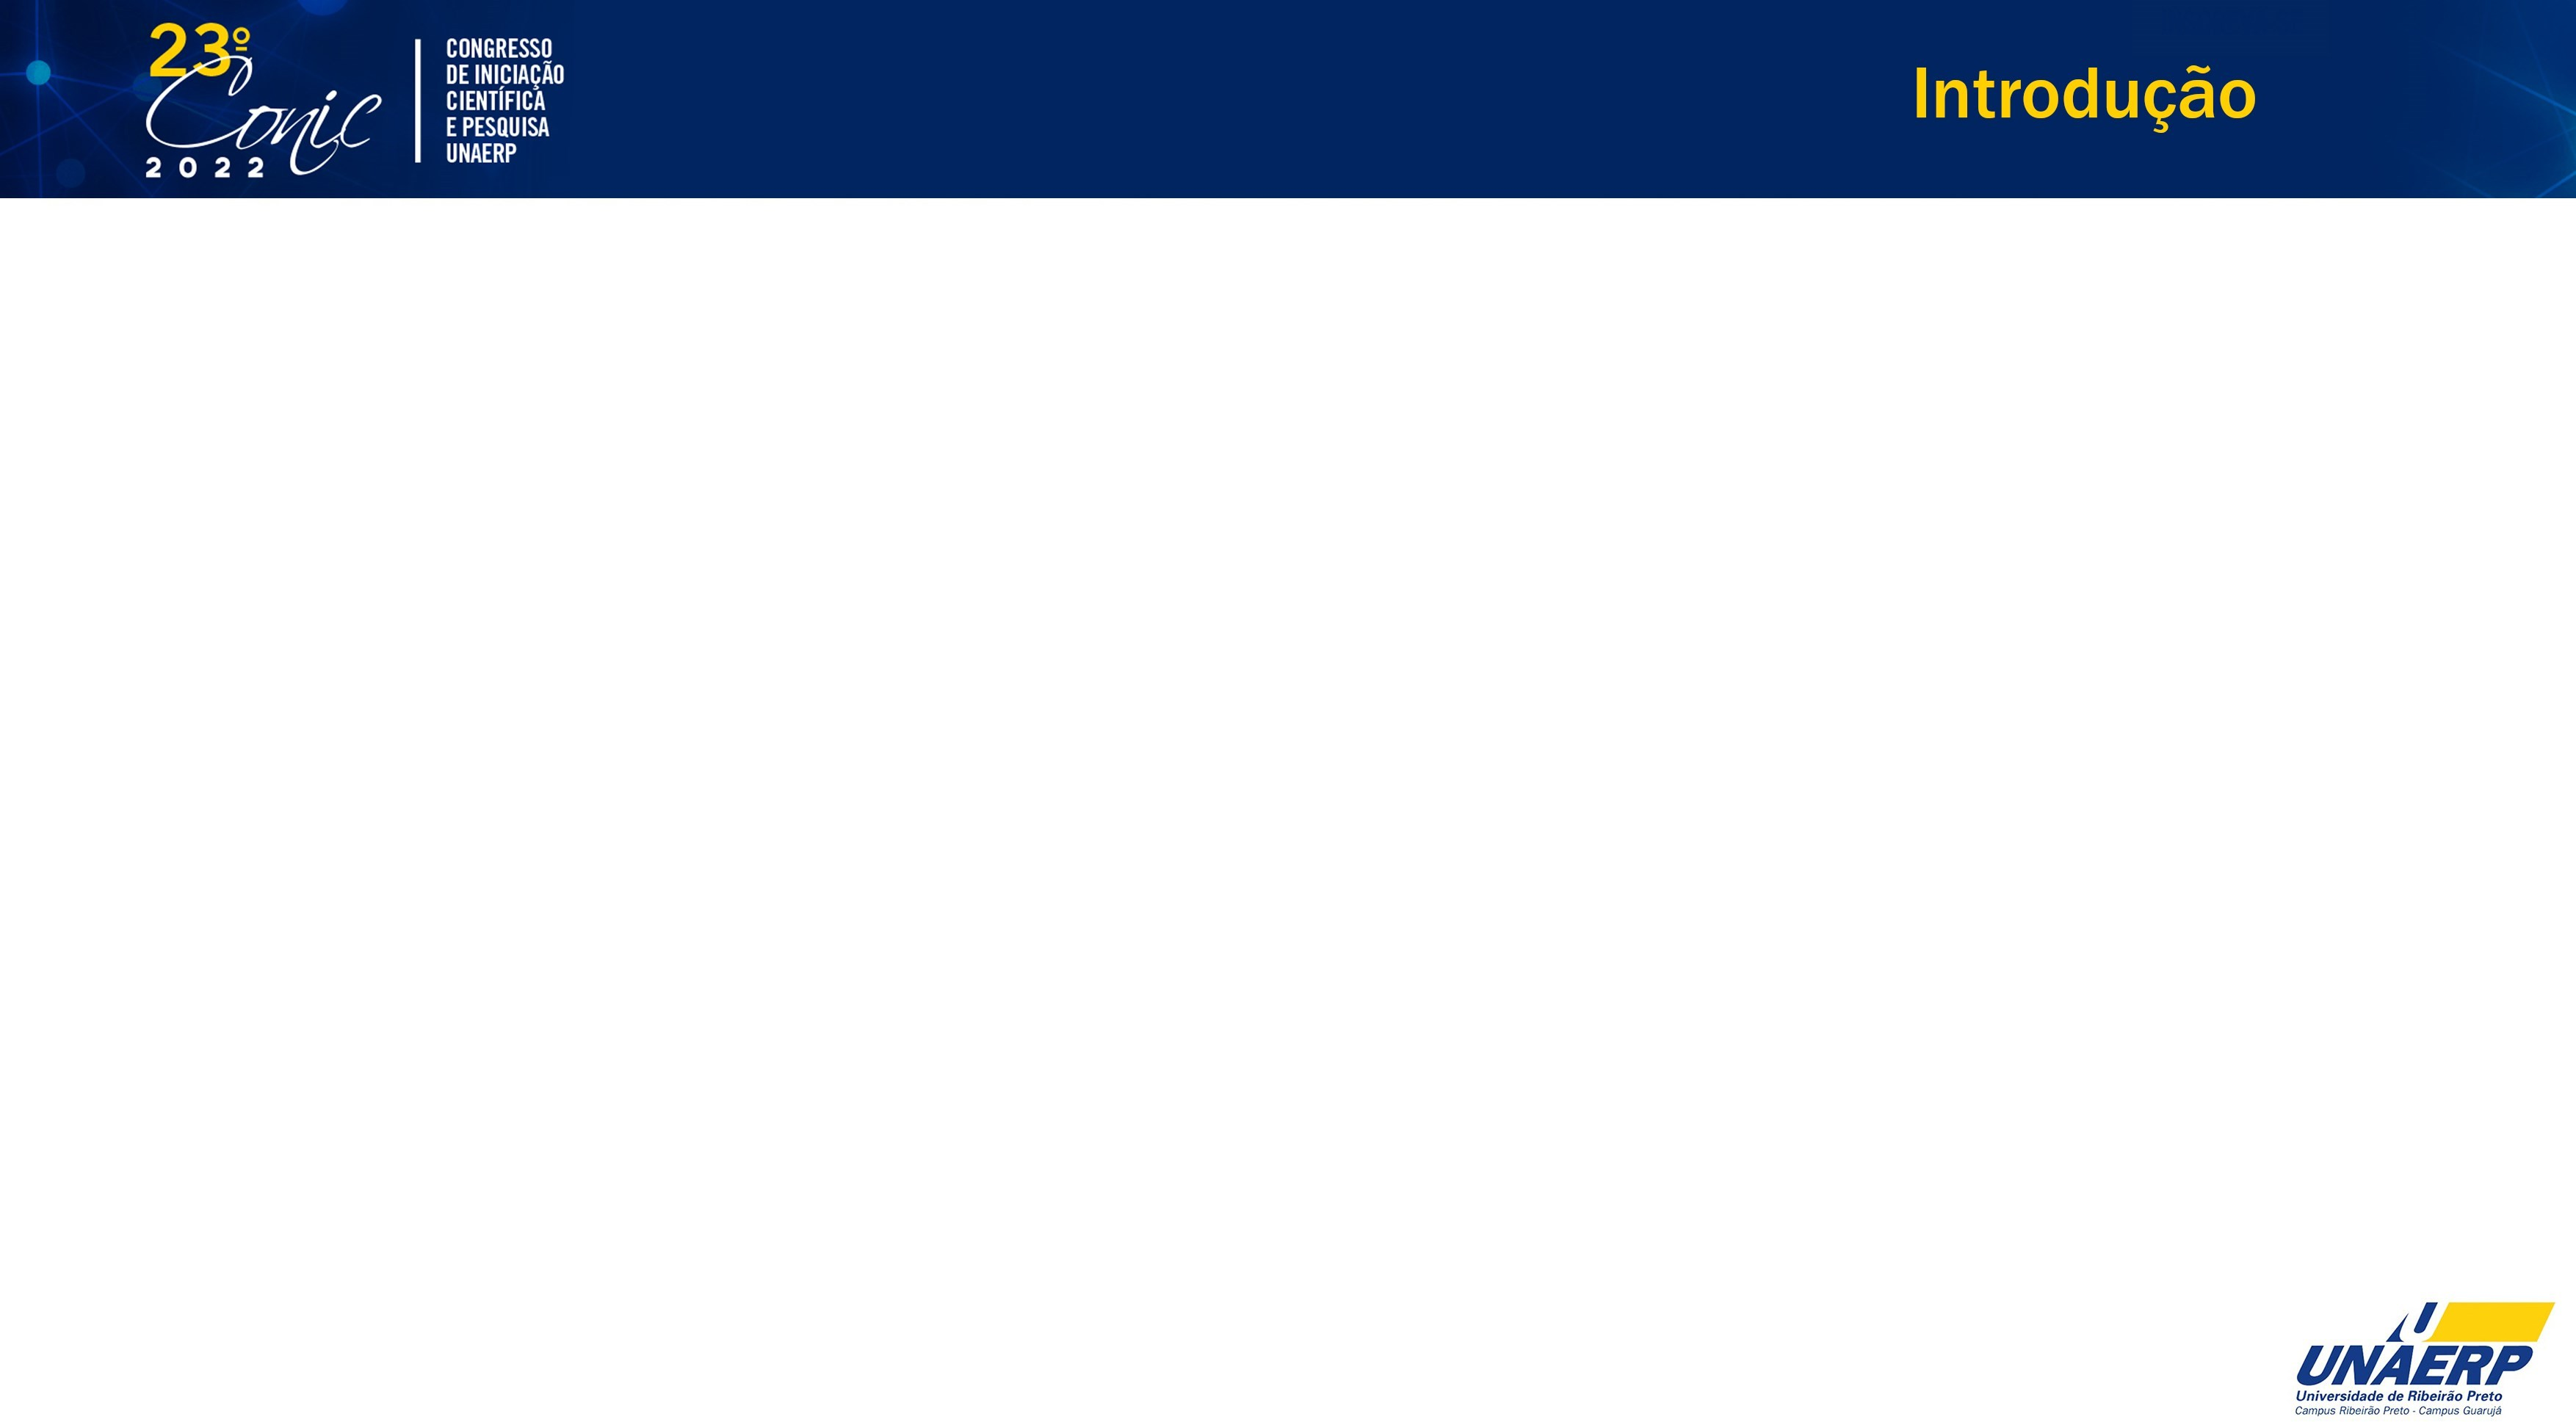 23º
Conic
2022
CONGRESSO
DE INICIAÇÃO
CIENTÍFICA
E PESQUISA
UNAERP
Introdução
U
UNAERP
Universidade de Ribeirão Preto
Campus Ribeirão Preto - Campus Guarujá